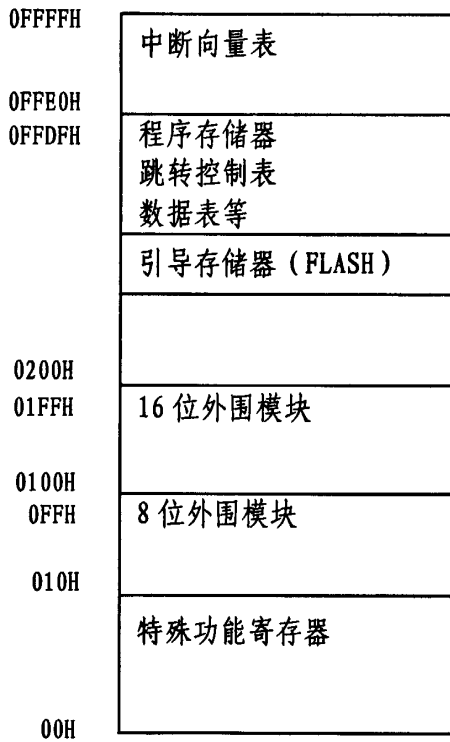 0FFFFH
中断向量表
0FFE0H
0FFDFH
程序存储器
跳转控制表
数据表等
引导存储器（FLASH）
0200H
01FFH
16位外围模块
0100H
0FFH
8位外围模块
010H
特殊功能寄存器
00H